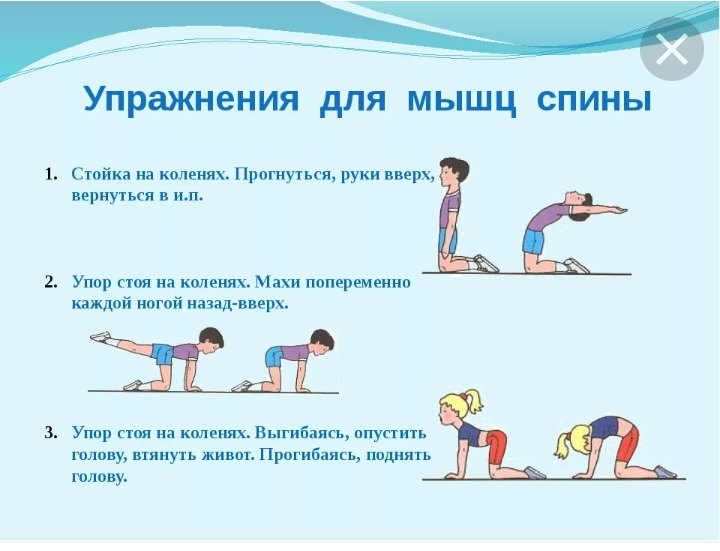 Упражнения для мышц спины
1. Стойка на коленях. Прогнуться, руки вверх,
вернуться в и.п.
2. Упор стоя на коленях. Махи попеременно
каждой ногой назад-вверх.
3. Упор стоя на коленях. Выгибаясь, опустить
голову, втянуть живот. Прогибаясь, поднять
голову.